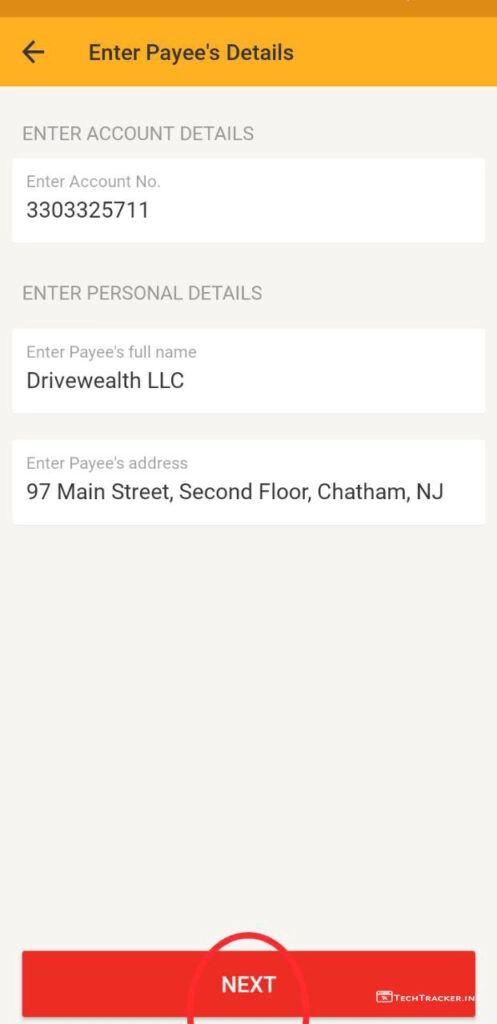 Enter Payee's Details
ENTER ACCOUNT DETAILS
Enter Account No.
3303325711
ENTER PERSONAL DETAILS
Enter Payee's full name
Drivewealth LLC
Enter Payee's address
97 Main Street, Second Floor, Chatham, NJ
NEXT
TECHTRACKER.IN